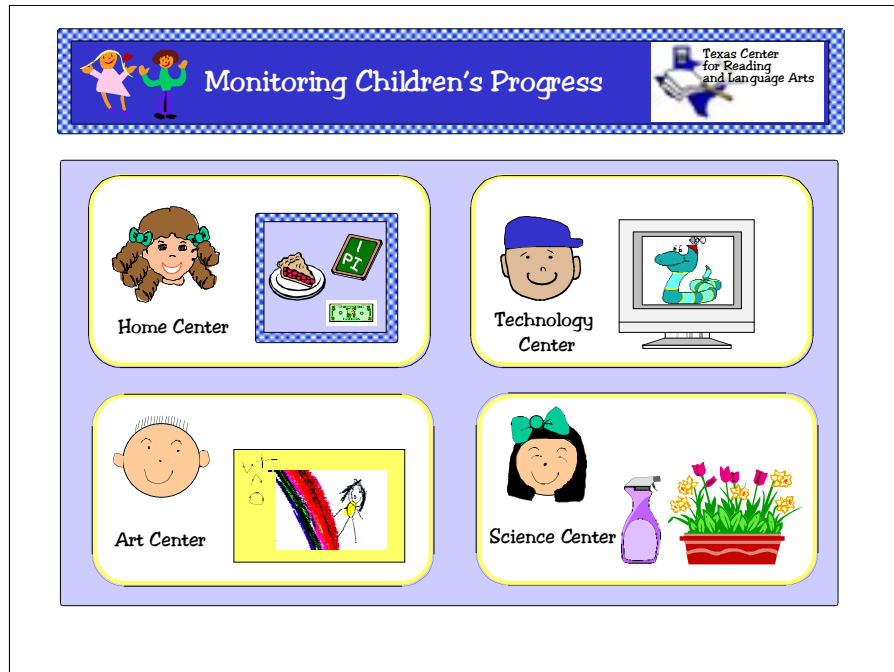 Monitoring Children's Progress
Texas Center
for Reading
and Language Arts
Home Center
I
PI
Technology
Center
Art Center
Science Center